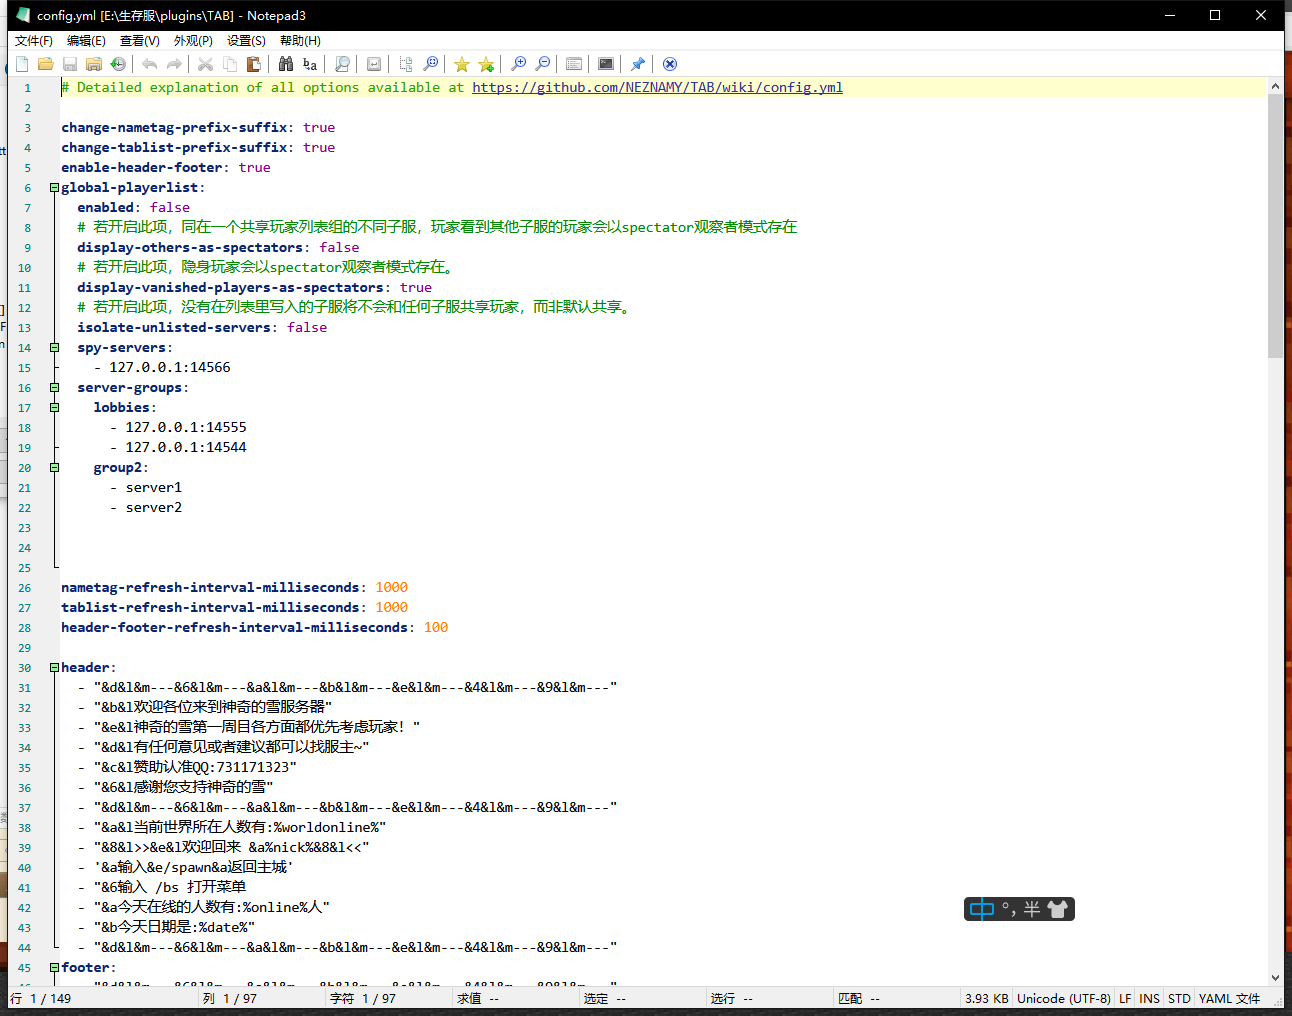 config.yml [E:\生存服\plugins\TAB] - Notepad3
文件(F) 编辑(E) 查看(V) 外观(P) 设置(S) 帮助(H)
1 # Detailed explanation of all options available at https://github.com/NEZNAMY/TAB/wiki/config.yml
2
3 change-nametag-prefix-suffix: true
4 change-tablist-prefix-suffix: true
5 enable-header-footer: true
6 global-playerlist:
7 enabled: false
8 # 若开启此项，同在一个共享玩家列表组的不同子服，玩家看到其他子服的玩家会以spectator观察者模式存在
9 display-others-as-spectators: false
10 # 若开启此项，隐身玩家会以spectator观察者模式存在。
11 display-vanished-players-as-spectators: true
12 # 若开启此项，没有在列表里写入的子服将不会和任何子服共享玩家，而非默认共享。
13 isolate-unlisted-servers: false
14 spy-servers:
15 - 127.0.0.1:14566
16 server-groups:
17 lobbies:
18 - 127.0.0.1:14555
19 - 127.0.0.1:14544
20 group2:
21 - server1
22 - server2
23
24
25
26 nametag-refresh-interval-milliseconds: 1000
27 tablist-refresh-interval-milliseconds: 1000
28 header-footer-refresh-interval-milliseconds: 100
29
30 header:
31 - "&d&l&m---&6&l&m---&a&l&m---&b&l&m---&e&l&m---&4&l&m---&9&l&m---"
32 - "&b&l欢迎各位来到神奇的雪服务器"
33 - "&e&l神奇的雪第一周目各方面都优先考虑玩家！"
34 - "&d&l有任何意见或者建议都可以找服主~"
35 - "&c&l赞助认准QQ:731171323"
36 - "&6&l感谢您支持神奇的雪"
37 - "&d&l&m---&6&l&m---&a&l&m---&b&l&m---&e&l&m---&4&l&m---&9&l&m---"
38 - "&a&l当前世界所在人数有:%worldonline%"
39 - "&8&l>>&e&l欢迎回来 &a%nick%&8&l<<"
40 - '&a输入&e/spawn&a返回主城'
41 - "&6输入 /bs 打开菜单
42 - "&a今天在线的人数有:%online%人"
43 - "&b今天日期是:%date%"
44 - "&d&l&m---&6&l&m---&a&l&m---&b&l&m---&e&l&m---&4&l&m---&9&l&m---"
45 footer:
中 °, 半
行 1 / 149 列 1 / 97 字符 1 / 97 求值 -- 选定 -- 选行 -- 匹配 -- 3.93 KB Unicode (UTF-8) LF INS STD YAML 文件